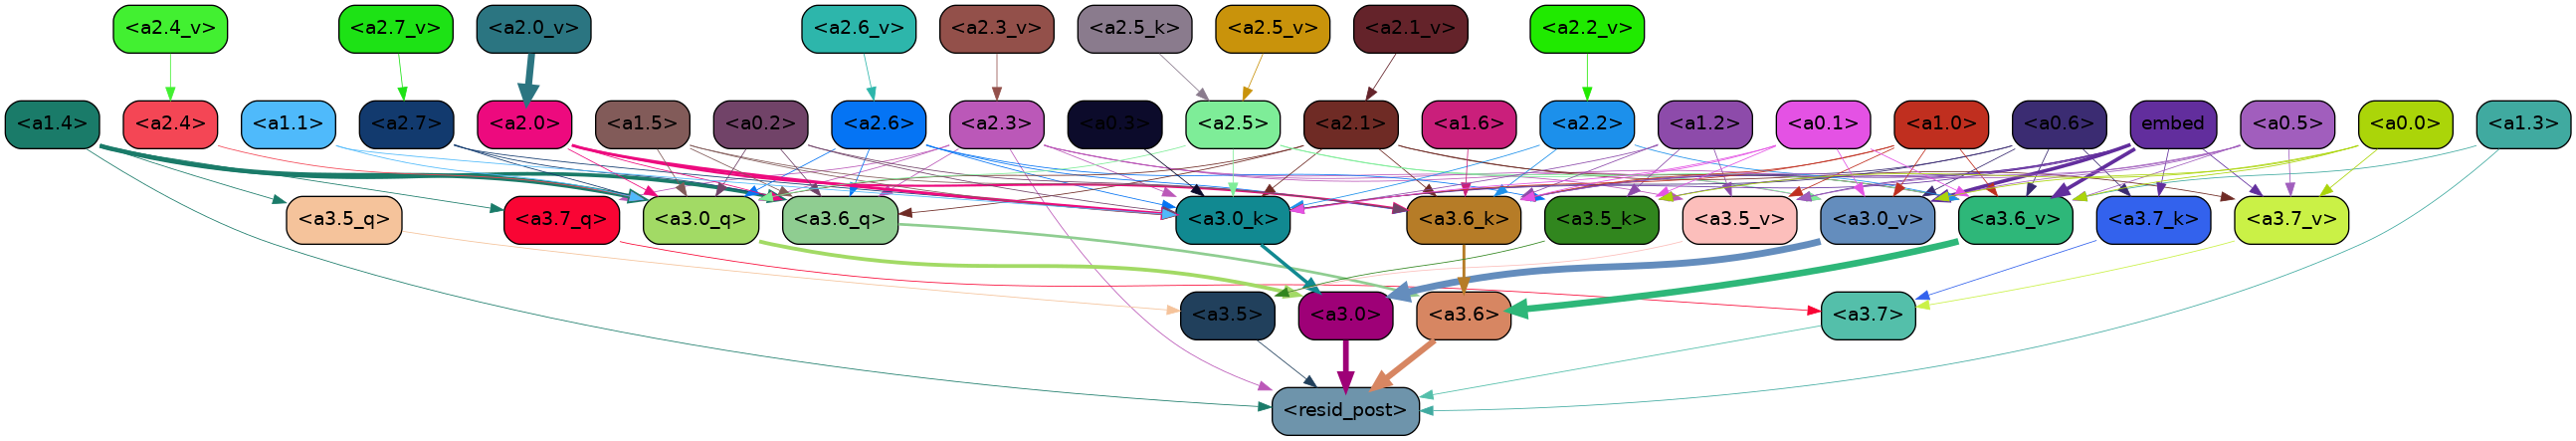 <a2.4_v> <a2.7_v> <a2.0_v> <a2.6_v> <a2.3_v> <a2.5_k> <a2.5_v> <a2.1_v> <a2.2_v>
<a1.4> <a2.4> <a1.1> <a2.7> <a2.0> <a1.5> <a0.2> <a2.6> <a2.3> <a0.3> <a2.5> <a2.1> <a1.6> <a2.2> <a1.2> <a0.1> <a1.0> <a0.6> embed <a0.5> <a0.0> <a1.3>
<a3.5_q> <a3.7_q> <a3.0_q> <a3.6_q> <a3.0_k> <a3.6_k> <a3.5_k> <a3.5_v> <a3.0_v> <a3.6_v> <a3.7_k> <a3.7_v>
<a3.5> <a3.0> <a3.6> <a3.7>
<resid_post>